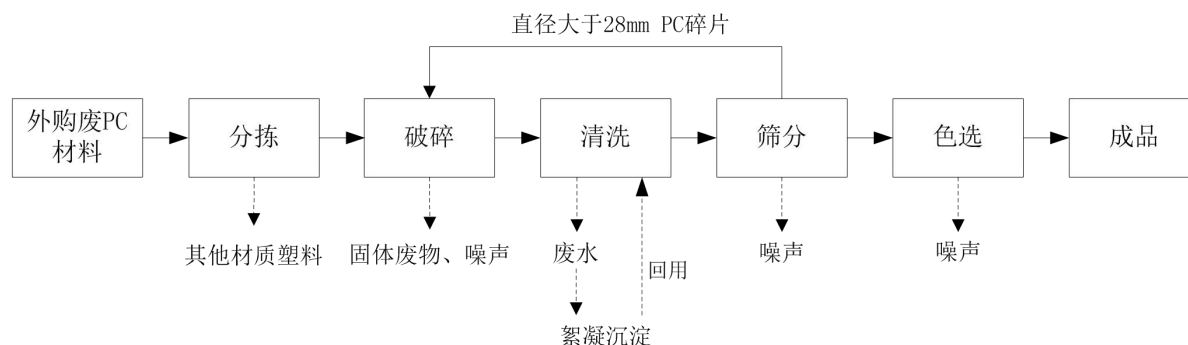 直径大于28mm PC碎片
外购废PC
材料
分拣
破碎
清洗
筛分
色选
成品
其他材质塑料
固体废物、噪声
废水
回用
噪声
噪声
絮凝沉淀